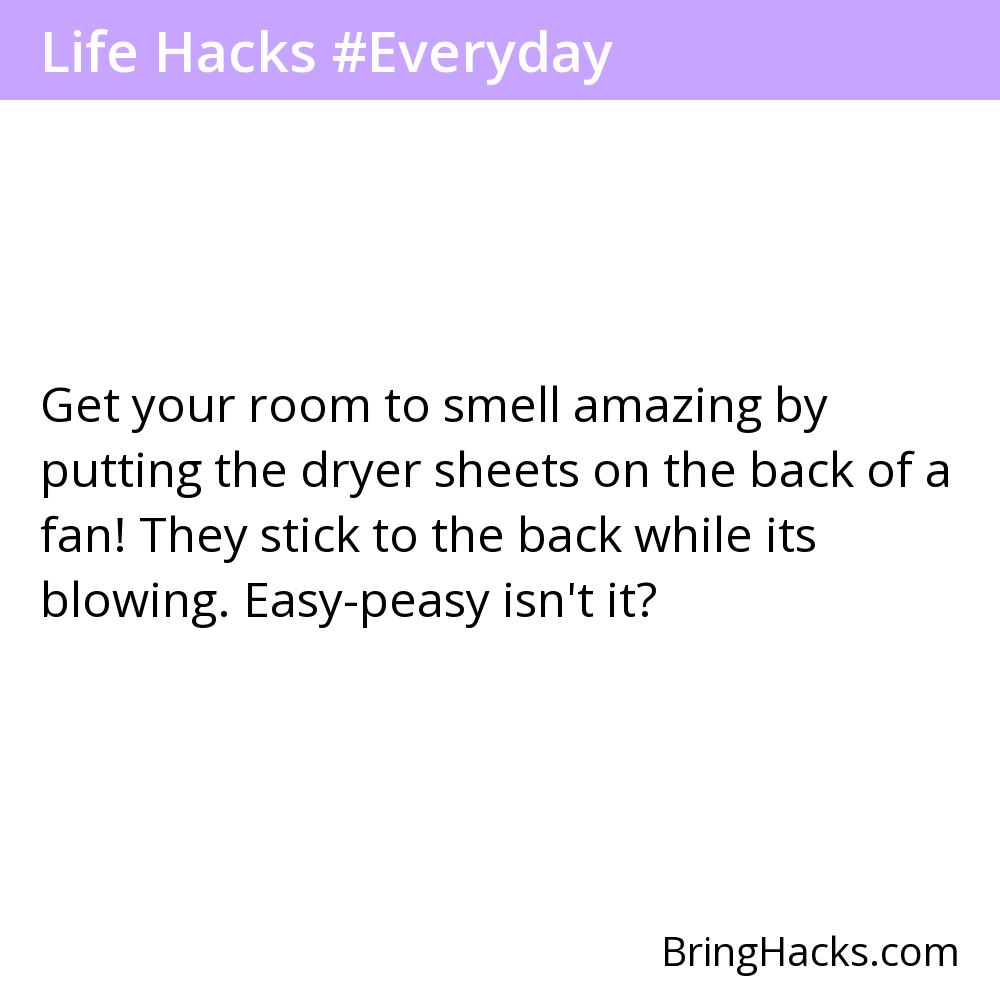 Life Hacks #Everyday
Get your room to smell amazing by
putting the dryer sheets on the back of a
fan! They stick to the back while its
blowing. Easy-peasy isn't it?
BringHacks.com